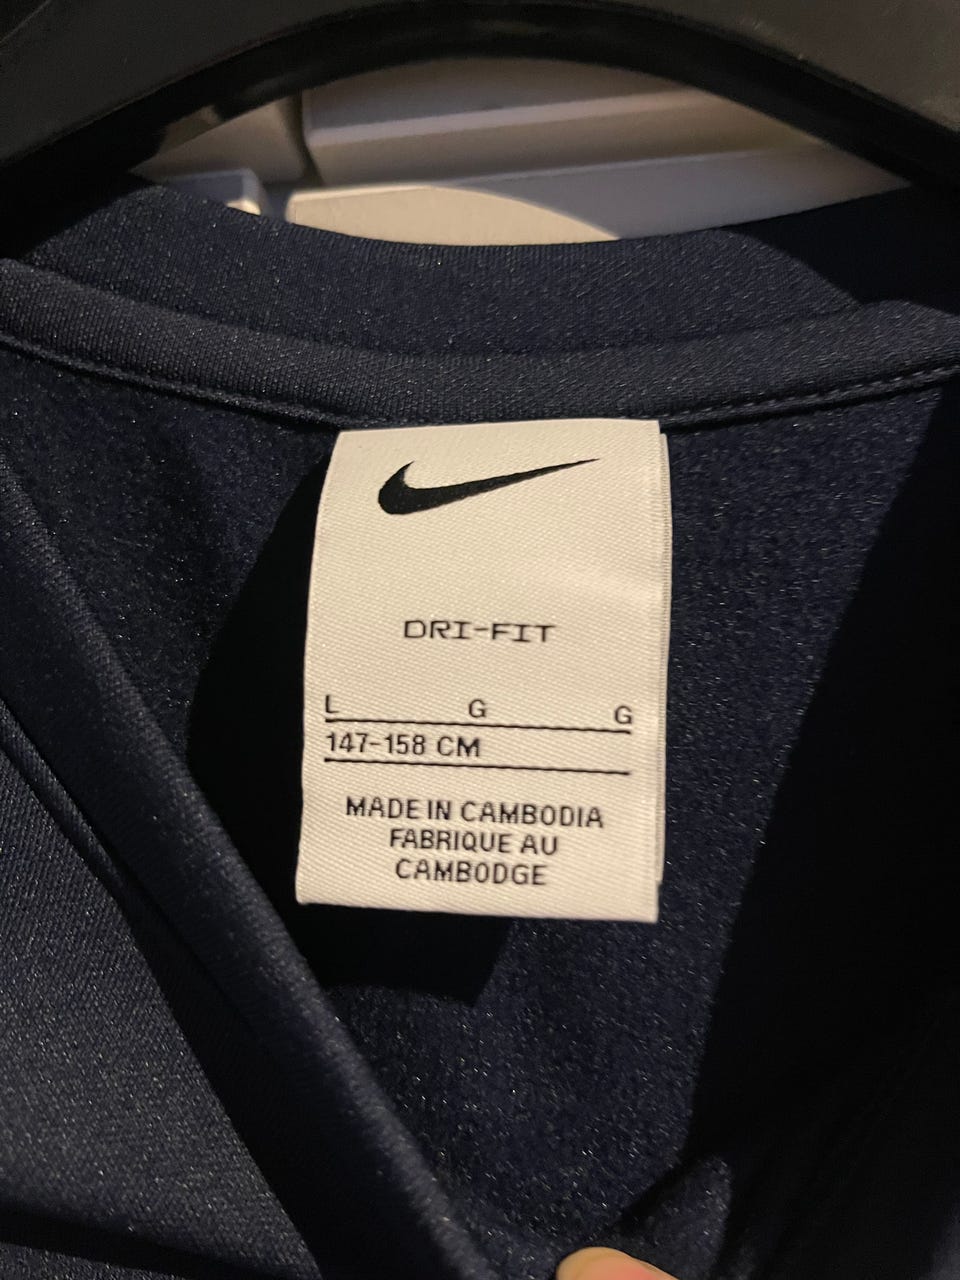 DRI-FIT
L G G
147-158 CM
MADE IN CAMBODIA
FABRIQUE AU
CAMBODGE